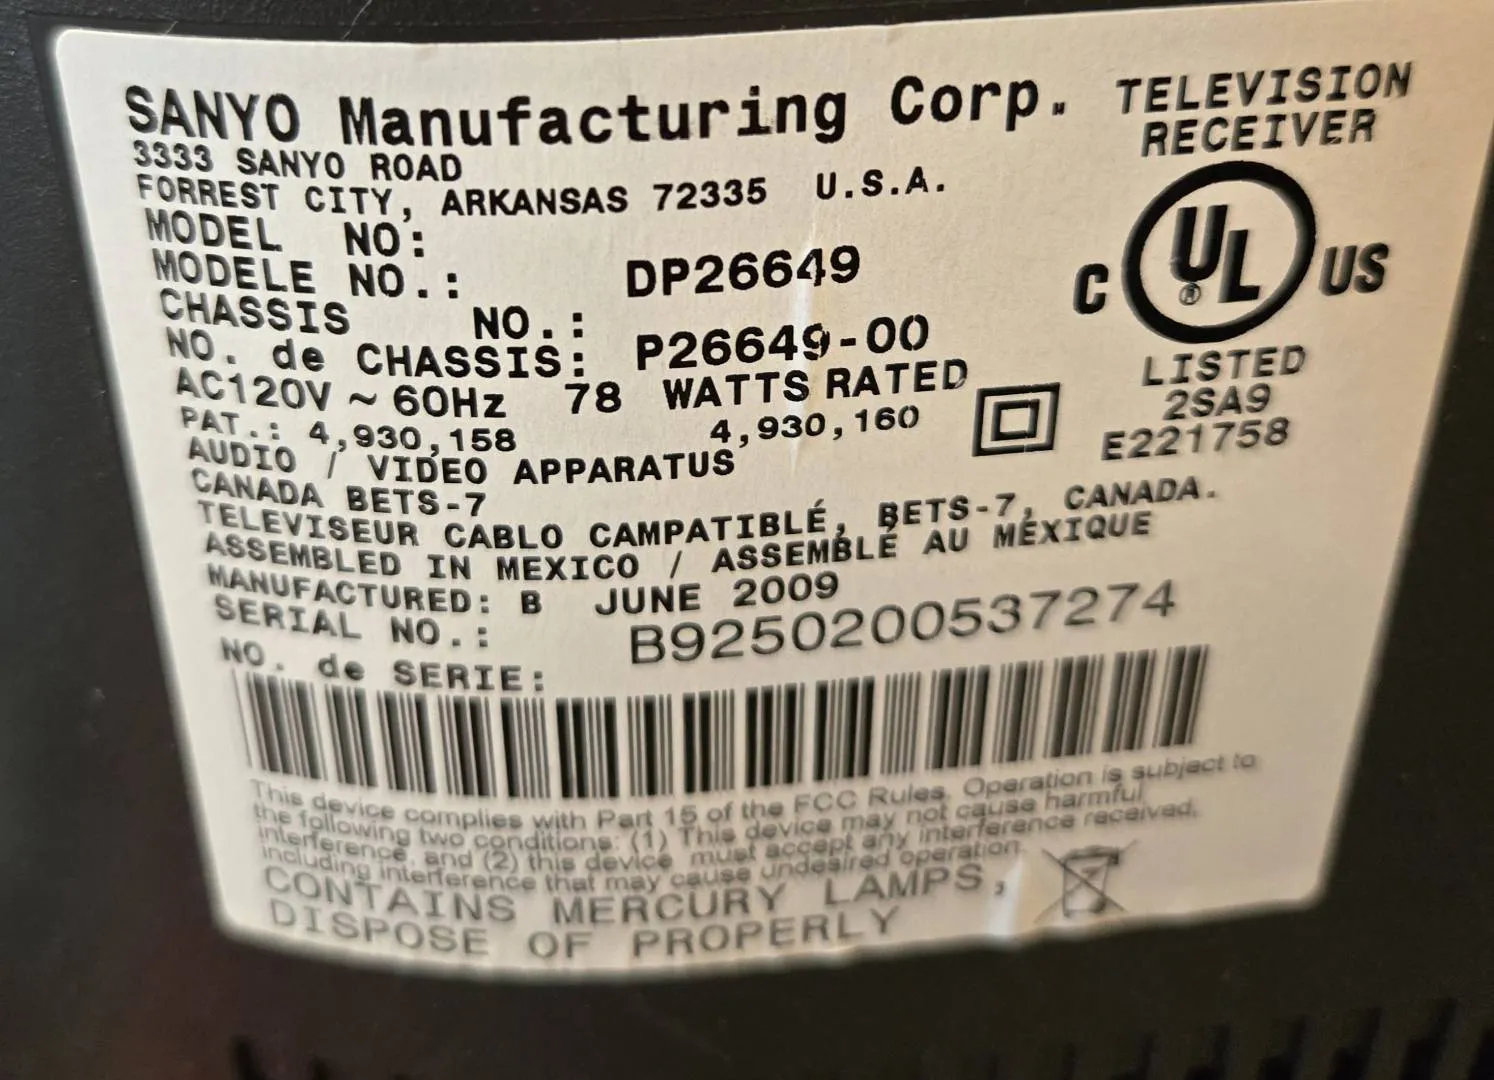 SANYO Manufacturing Corp.
TELEVISION
RECEIVER
3333 SANYO ROAD
FORREST CITY, ARKANSAS 72335 U.S.A.
MODEL NO:
MODELE NO.: DP26649
CHASSIS NO.:
NO. de CHASSIS: P26649-00
AC120V ~ 60Hz 78 WATTS RATED
PAT.: 4,930,158 4,930,160
AUDIO / VIDEO APPARATUS
CANADA BETS-7
TELEVISEUR CABLO CAMPATIBLÉ, BETS-7, CANADA.
ASSEMBLED IN MEXICO / ASSEMBLÉ AU MÉXIQUE
MANUFACTURED: B JUNE 2009
SERIAL NO.: B9250200537274
NO. de SERIE:
C UL® US
LISTED
2SA9
E221758
This device complies with Part 15 of the FCC Rules. Operation is subject to
the following two conditions: (1) This device may not cause harmful
interference, and (2) this device must accept any interference received,
including interference that may cause undesired operation.
CONTAINS MERCURY LAMPS,
DISPOSE OF PROPERLY